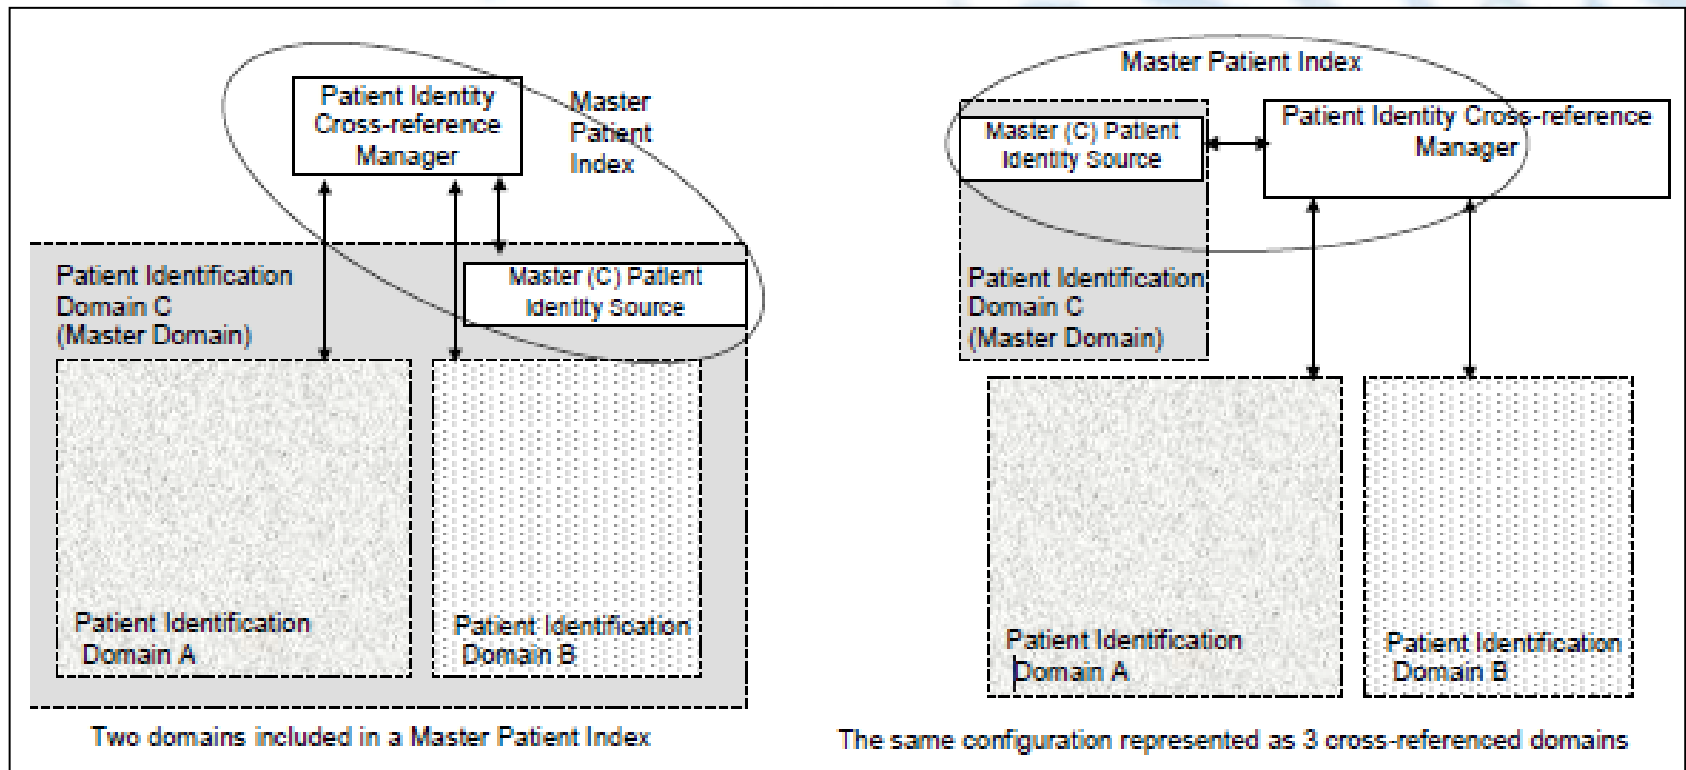 Patient Identity
Cross-reference
Manager
Master
Patient
Index
Patient Identification
Domain C
(Master Domain)
Master (C) Patient
Identity Source
Patient Identification
Domain A
Patient Identification
Domain B
Two domains included in a Master Patient Index
Master Patient Index
Master (C) Patient
Identity Source
Patient Identity Cross-reference
Manager
Patient Identification
Domain C
(Master Domain)
Patient Identification
Domain A
Patient Identification
Domain B
The same configuration represented as 3 cross-referenced domains